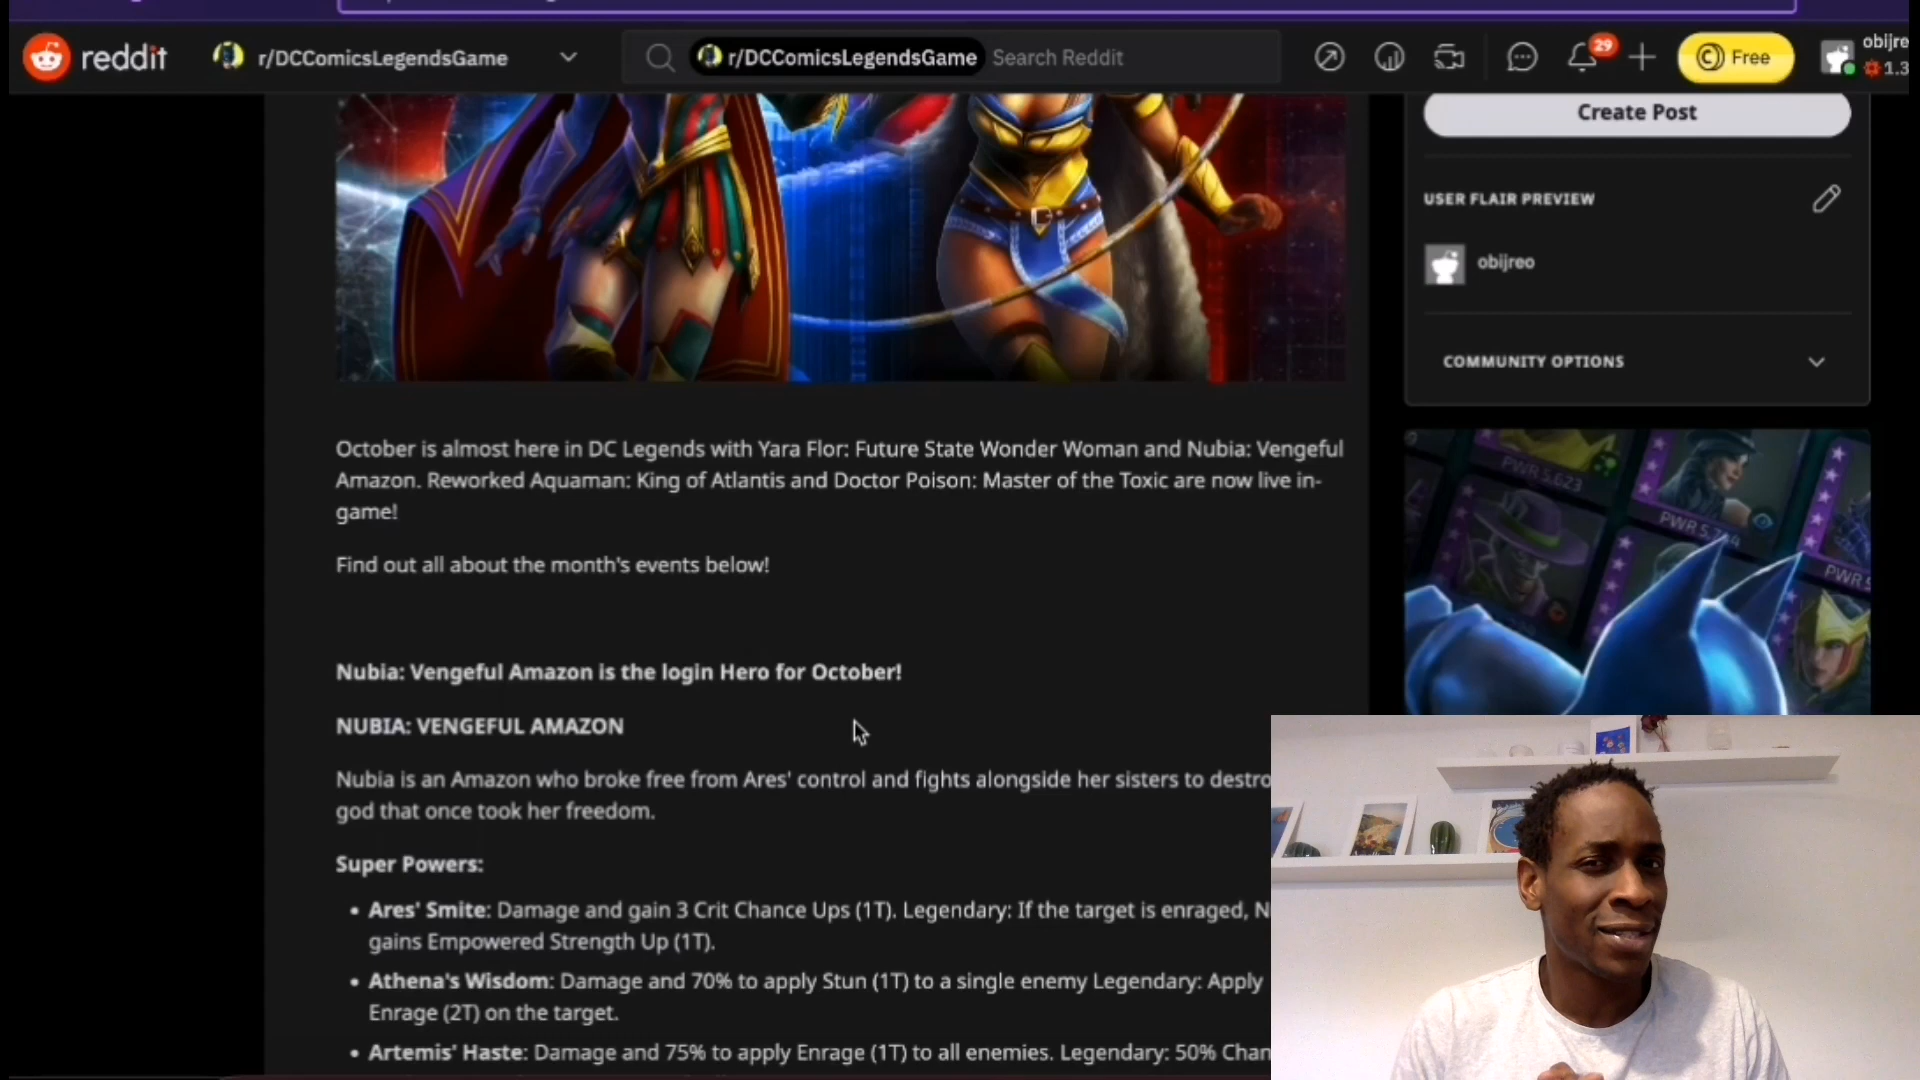 reddit r/DCComicsLegendsGame r/DCComicsLegendsGame Search Reddit 29 Free obijre
1.3
Create Post
USER FLAIR PREVIEW
obijreo
COMMUNITY OPTIONS
PWR 5,623
October is almost here in DC Legends with Yara Flor: Future State Wonder Woman and Nubia: Vengeful
Amazon. Reworked Aquaman: King of Atlantis and Doctor Poison: Master of the Toxic are now live in-
game!
Find out all about the month's events below!
Nubia: Vengeful Amazon is the login Hero for October!
NUBIA: VENGEFUL AMAZON
Nubia is an Amazon who broke free from Ares' control and fights alongside her sisters to destro
god that once took her freedom.
Super Powers:
• Ares' Smite: Damage and gain 3 Crit Chance Ups (1T). Legendary: If the target is enraged, N
gains Empowered Strength Up (1T).
• Athena's Wisdom: Damage and 70% to apply Stun (1T) to a single enemy Legendary: Apply
Enrage (2T) on the target.
• Artemis' Haste: Damage and 75% to apply Enrage (1T) to all enemies. Legendary: 50% Chan